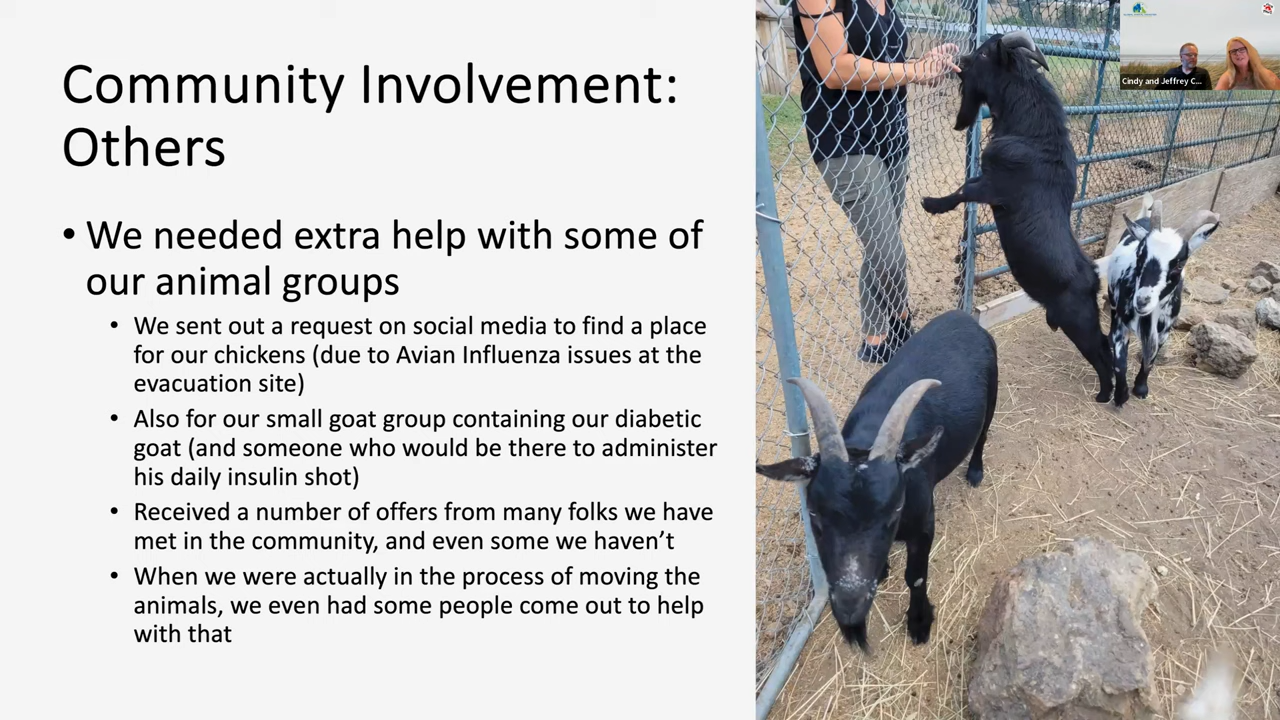 Community Involvement:
Others
• We needed extra help with some of
our animal groups
• We sent out a request on social media to find a place
for our chickens (due to Avian Influenza issues at the
evacuation site)
• Also for our small goat group containing our diabetic
goat (and someone who would be there to administer
his daily insulin shot)
• Received a number of offers from many folks we have
met in the community, and even some we haven’t
• When we were actually in the process of moving the
animals, we even had some people come out to help
with that
Cindy and Jeffrey C...